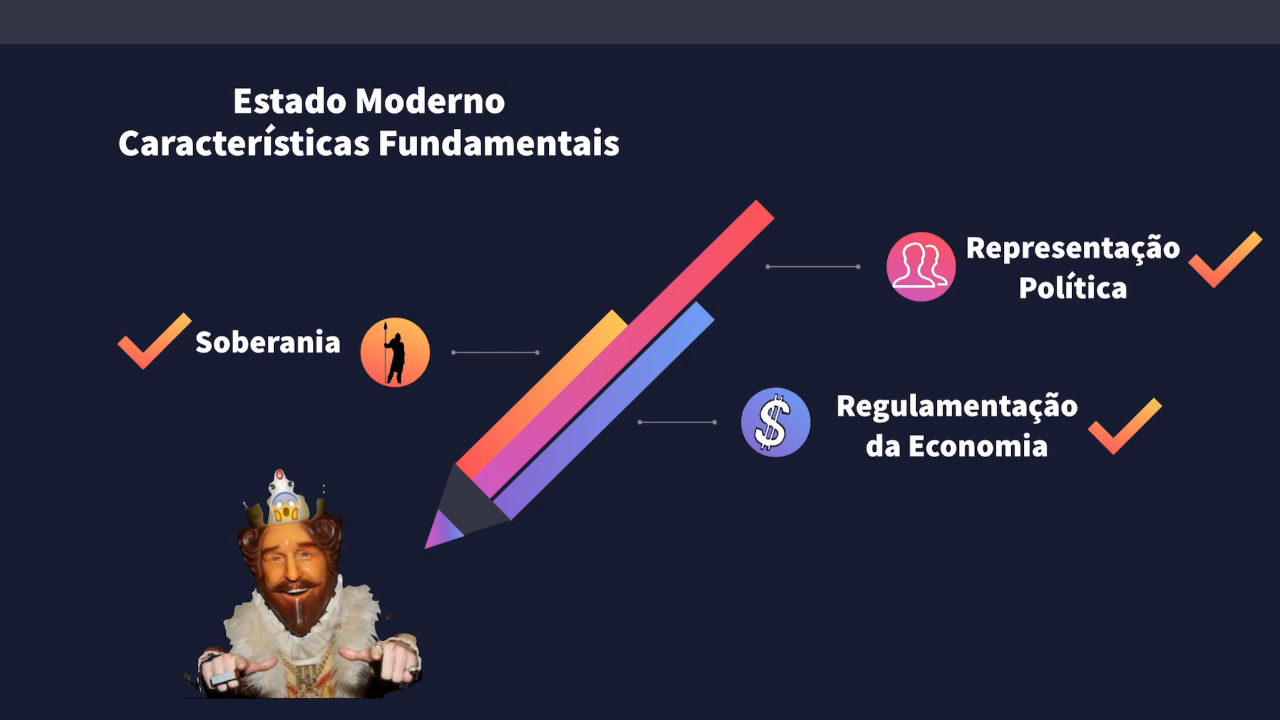 Estado Moderno
Características Fundamentais
Representação
Política
Soberania
$
Regulamentação
da Economia